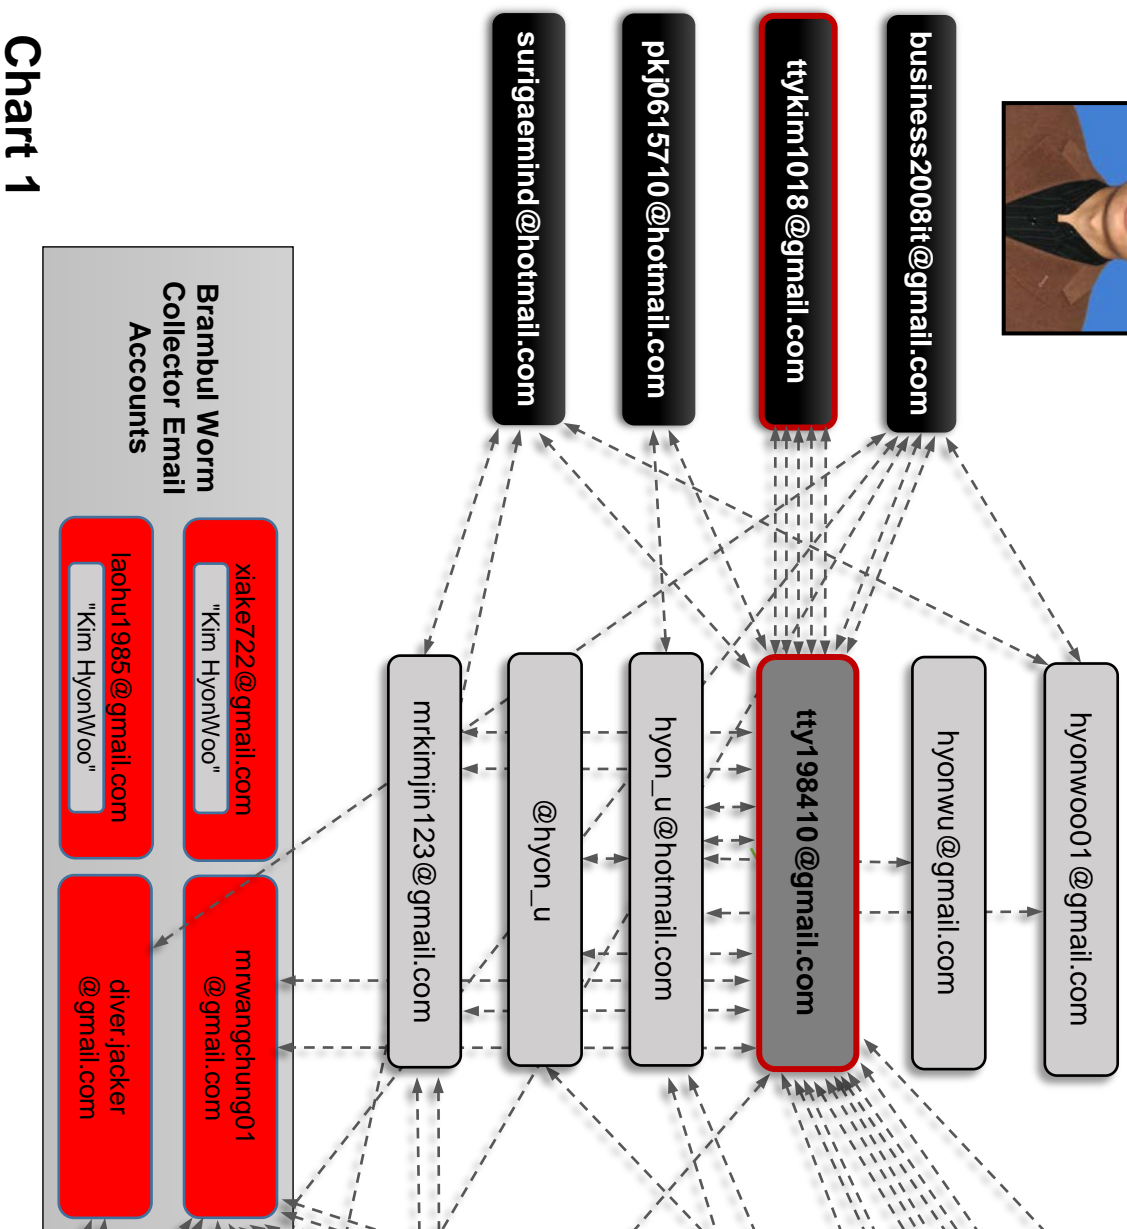 Chart 1
business2008it@gmail.com
ttykim1018@gmail.com
pkj0615710@hotmail.com
surigaemind@hotmail.com
hyonwoo01@gmail.com
hyonwu@gmail.com
tty198410@gmail.com
hyon_u@hotmail.com
@hyon_u
mrkimjin123@gmail.com
Brambul Worm
Collector Email
Accounts
xiake722@gmail.com
"Kim HyonWoo"
laohu1985@gmail.com
"Kim HyonWoo"
mrwangchung01
@gmail.com
diver.jacker
@gmail.com